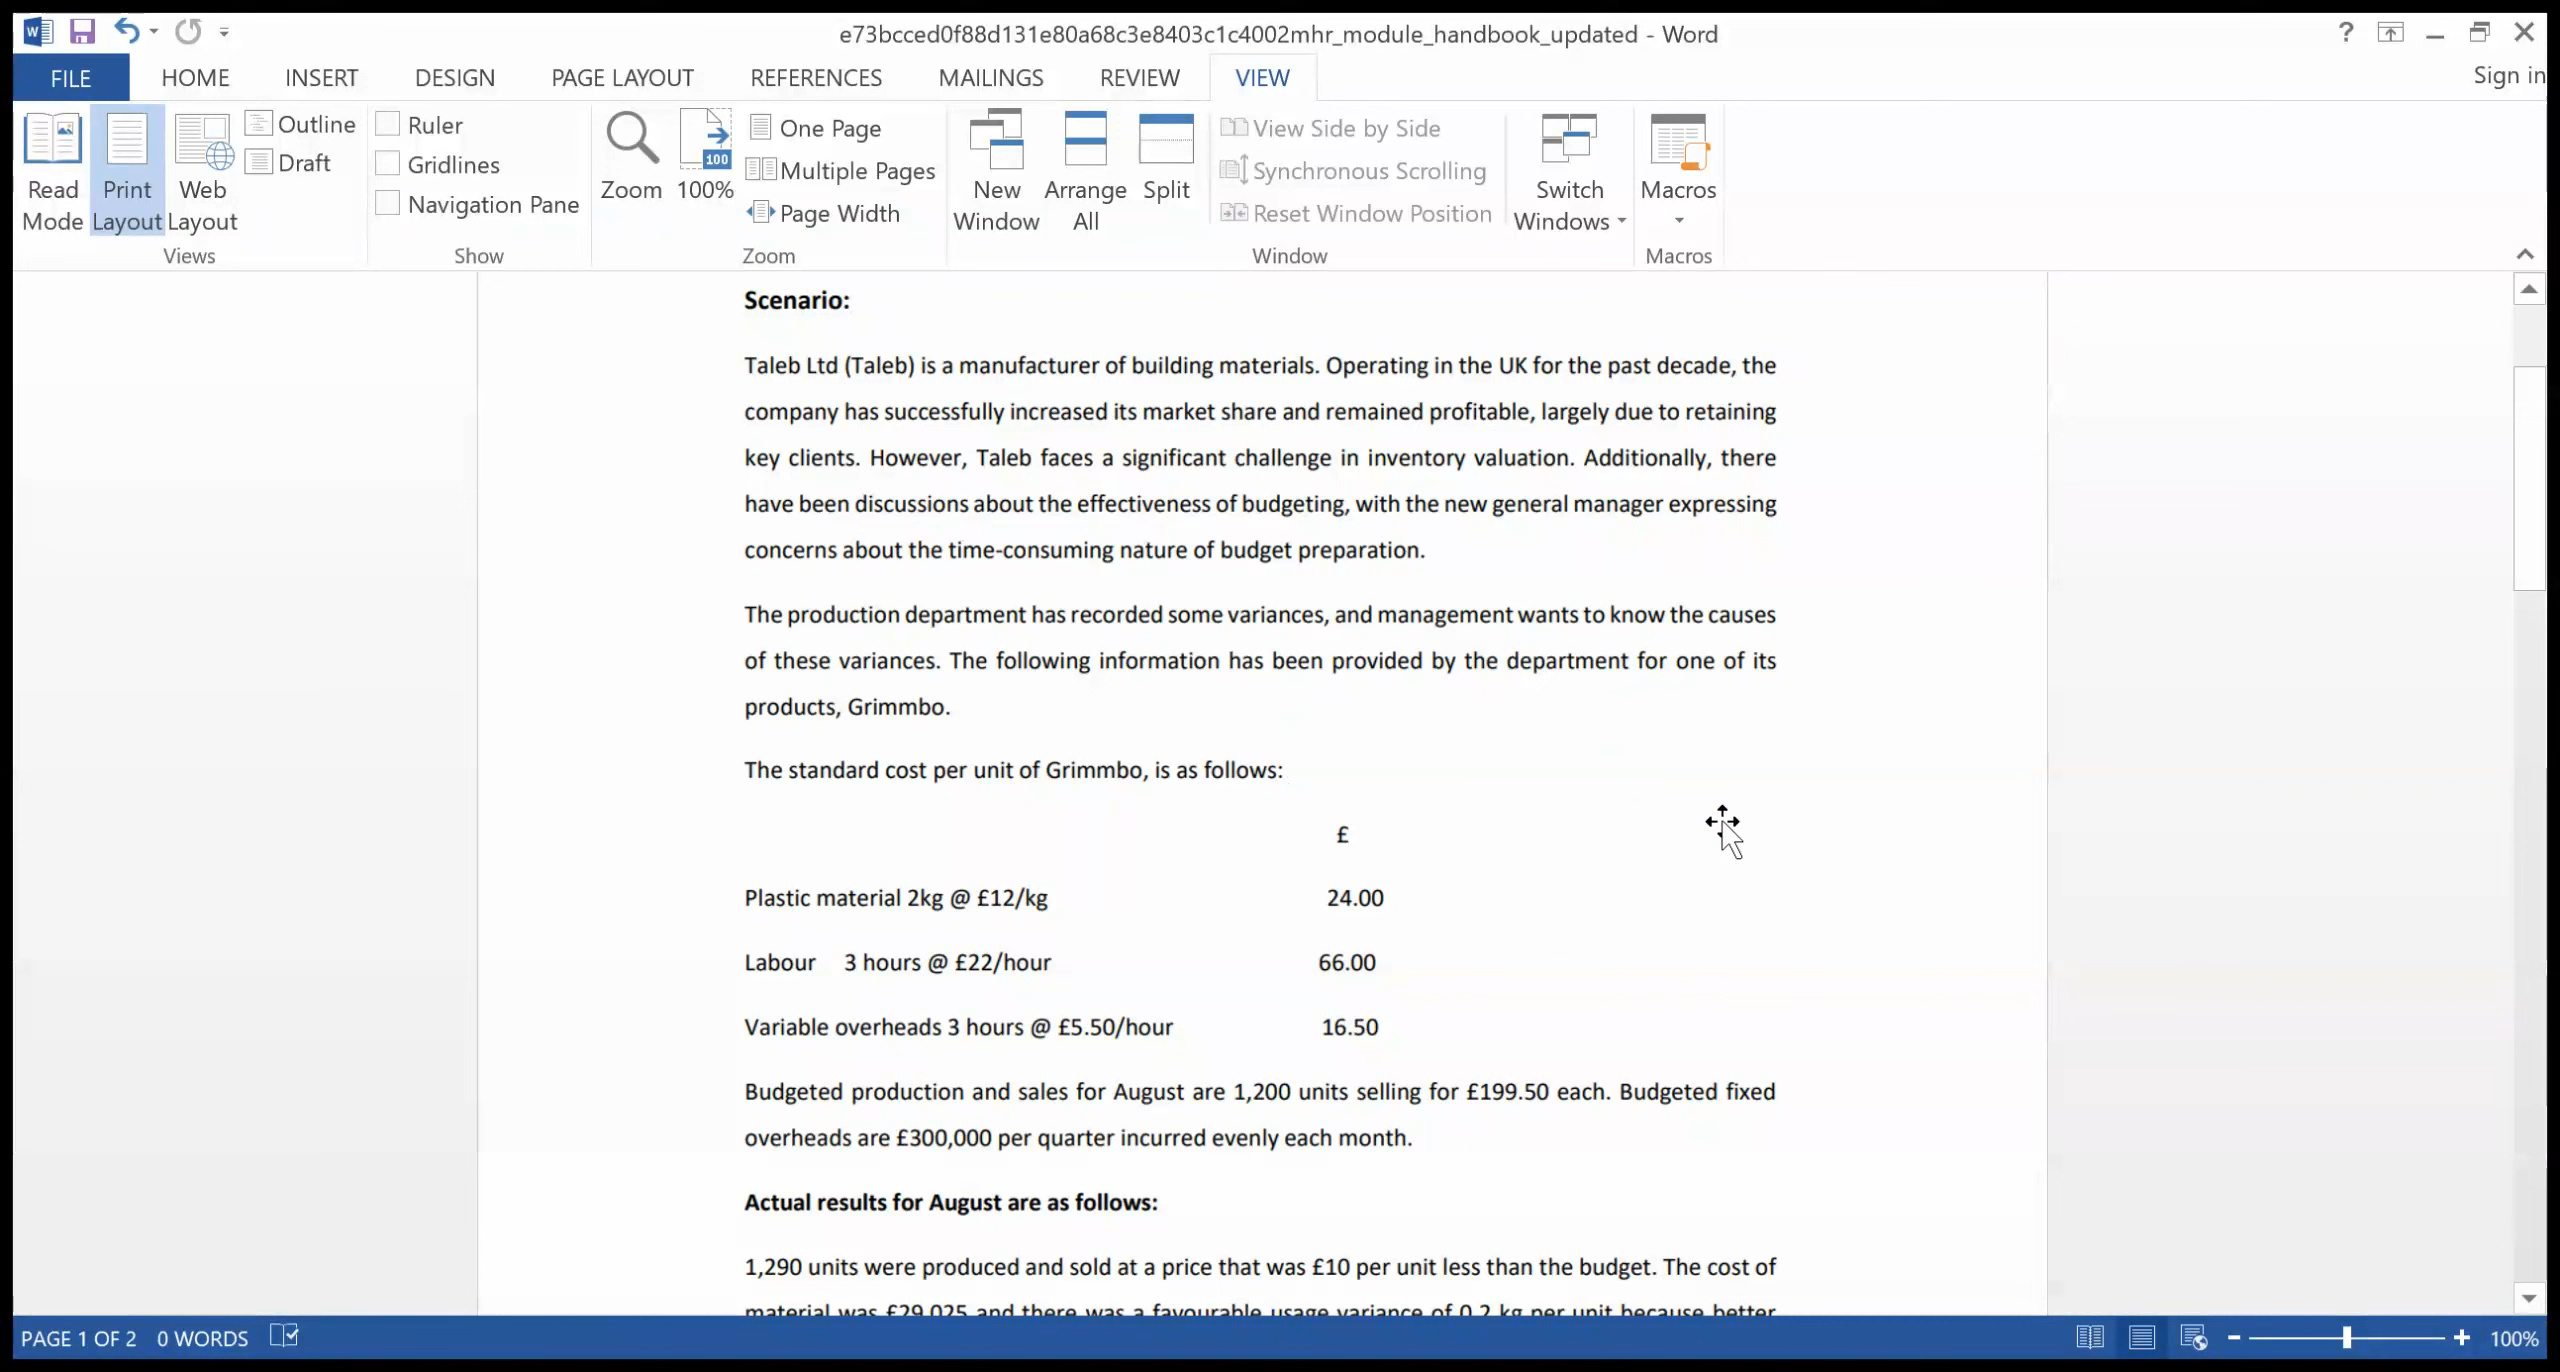 e73bcced0f88d131e80a68c3e8403c1c4002mhr_module_handbook_updated - Word
FILE HOME INSERT DESIGN PAGE LAYOUT REFERENCES MAILINGS REVIEW VIEW Sign in
Read Mode
Print Layout
Web Layout
Outline
Draft
Views
Ruler
Gridlines
Navigation Pane
Show
Zoom
100
100%
One Page
Multiple Pages
Page Width
Zoom
New Window
Arrange All
Split
View Side by Side
Synchronous Scrolling
Reset Window Position
Switch Windows
Window
Macros
Macros
Scenario:
Taleb Ltd (Taleb) is a manufacturer of building materials. Operating in the UK for the past decade, the
company has successfully increased its market share and remained profitable, largely due to retaining
key clients. However, Taleb faces a significant challenge in inventory valuation. Additionally, there
have been discussions about the effectiveness of budgeting, with the new general manager expressing
concerns about the time-consuming nature of budget preparation.
The production department has recorded some variances, and management wants to know the causes
of these variances. The following information has been provided by the department for one of its
products, Grimmbo.
The standard cost per unit of Grimmbo, is as follows:
£
Plastic material 2kg @ £12/kg 24.00
Labour 3 hours @ £22/hour 66.00
Variable overheads 3 hours @ £5.50/hour 16.50
Budgeted production and sales for August are 1,200 units selling for £199.50 each. Budgeted fixed
overheads are £300,000 per quarter incurred evenly each month.
Actual results for August are as follows:
1,290 units were produced and sold at a price that was £10 per unit less than the budget. The cost of
material was £29,025 and there was a favourable usage variance of 0.2 kg per unit because better
PAGE 1 OF 2 0 WORDS 100%